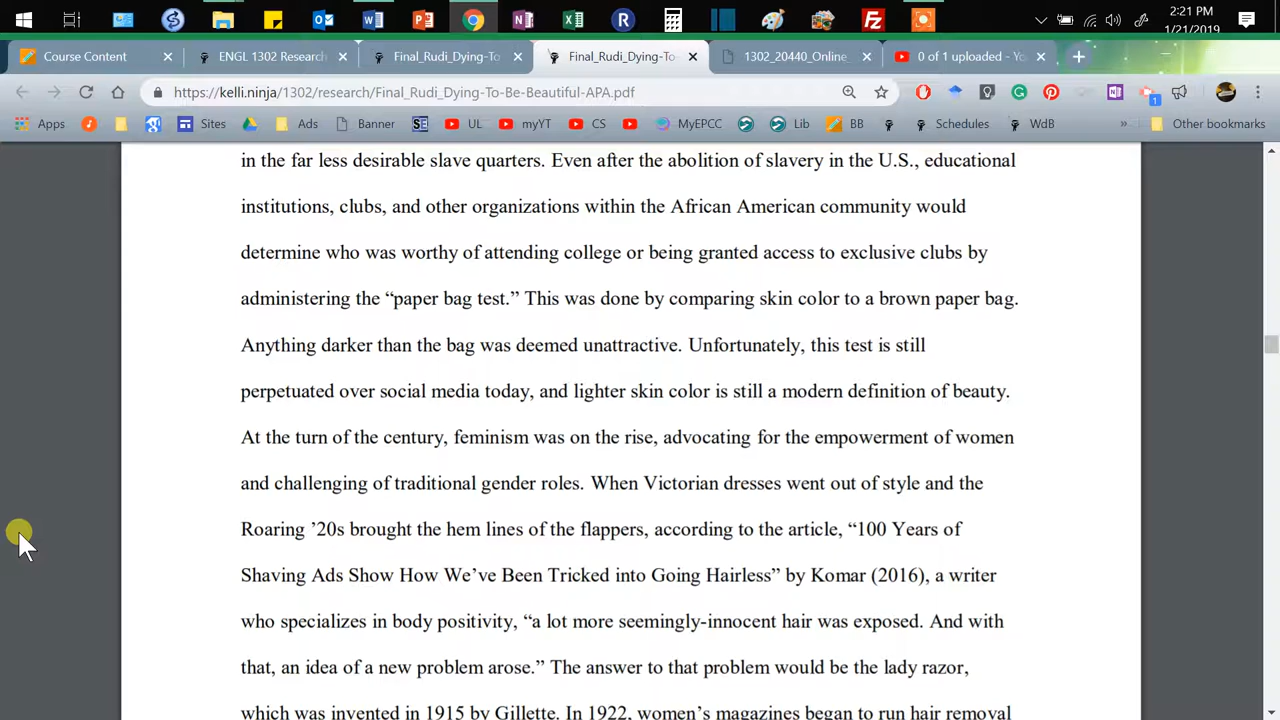 2:21 PM
1/21/2019
Course Content
ENGL 1302 Research
Final_Rudi_Dying-To-
Final_Rudi_Dying-To-
1302_20440_Online
0 of 1 uploaded - Yo
https://kelli.ninja/1302/research/Final_Rudi_Dying-To-Be-Beautiful-APA.pdf
Apps
Sites
Ads
Banner
UL
myYT
CS
MyEPCC
Lib
BB
Schedules
WdB
Other bookmarks
in the far less desirable slave quarters. Even after the abolition of slavery in the U.S., educational
institutions, clubs, and other organizations within the African American community would
determine who was worthy of attending college or being granted access to exclusive clubs by
administering the “paper bag test.” This was done by comparing skin color to a brown paper bag.
Anything darker than the bag was deemed unattractive. Unfortunately, this test is still
perpetuated over social media today, and lighter skin color is still a modern definition of beauty.
At the turn of the century, feminism was on the rise, advocating for the empowerment of women
and challenging of traditional gender roles. When Victorian dresses went out of style and the
Roaring ’20s brought the hem lines of the flappers, according to the article, “100 Years of
Shaving Ads Show How We’ve Been Tricked into Going Hairless” by Komar (2016), a writer
who specializes in body positivity, “a lot more seemingly-innocent hair was exposed. And with
that, an idea of a new problem arose.” The answer to that problem would be the lady razor,
which was invented in 1915 by Gillette. In 1922, women’s magazines began to run hair removal